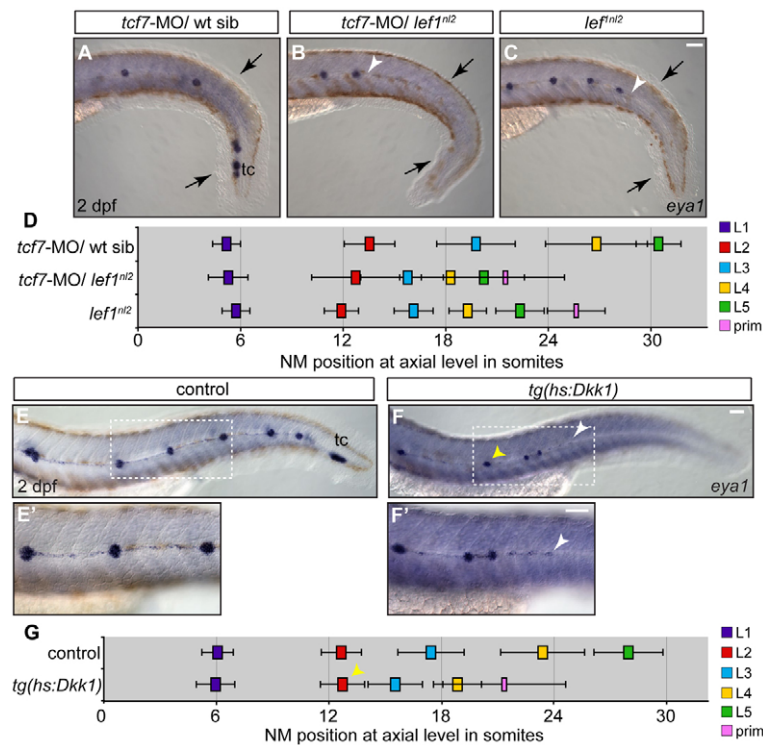 tcf7-MO/ wt sib
tcf7-MO/ lef1nl2
lef1nl2
A
B
C
tc
2 dpf
eya1
D
tcf7-MO/ wt sib
tcf7-MO/ lef1nl2
lef1nl2
0 6 12 18 24 30
NM position at axial level in somites
L1
L2
L3
L4
L5
prim
control
tg(hs:Dkk1)
E
F
tc
2 dpf
eya1
E'
F'
G
control
tg(hs:Dkk1)
0 6 12 18 24 30
NM position at axial level in somites
L1
L2
L3
L4
L5
prim